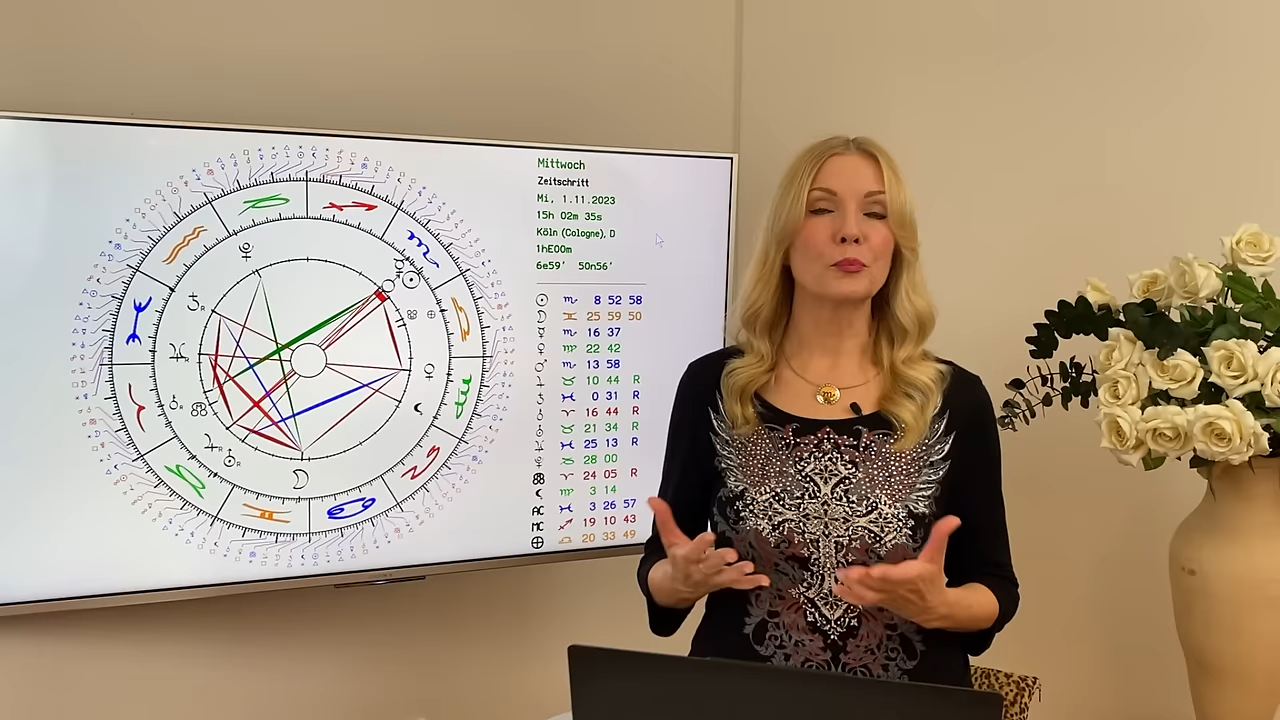 Mittwoch
Zeitschritt
Mi, 1.11.2023
15h 02m 35s
Köln (Cologne), D
1hE00m
6e59' 50n56'
☉ ♏ 8 52 58
☽ ♊ 25 59 50
☿ ♏ 16 37
♀ ♍ 22 42
♂ ♏ 13 58
♃ ♉ 10 44 R
♄ ♓ 0 31 R
⚷ ♈ 16 44 R
♅ ♉ 21 34 R
♆ ♓ 25 13 R
♇ ♑ 28 00
☊ ♈ 24 05 R
⚸ ♍ 3 14
AC ♓ 3 26 57
MC ♐ 19 10 43
⊕ ♎ 20 33 49